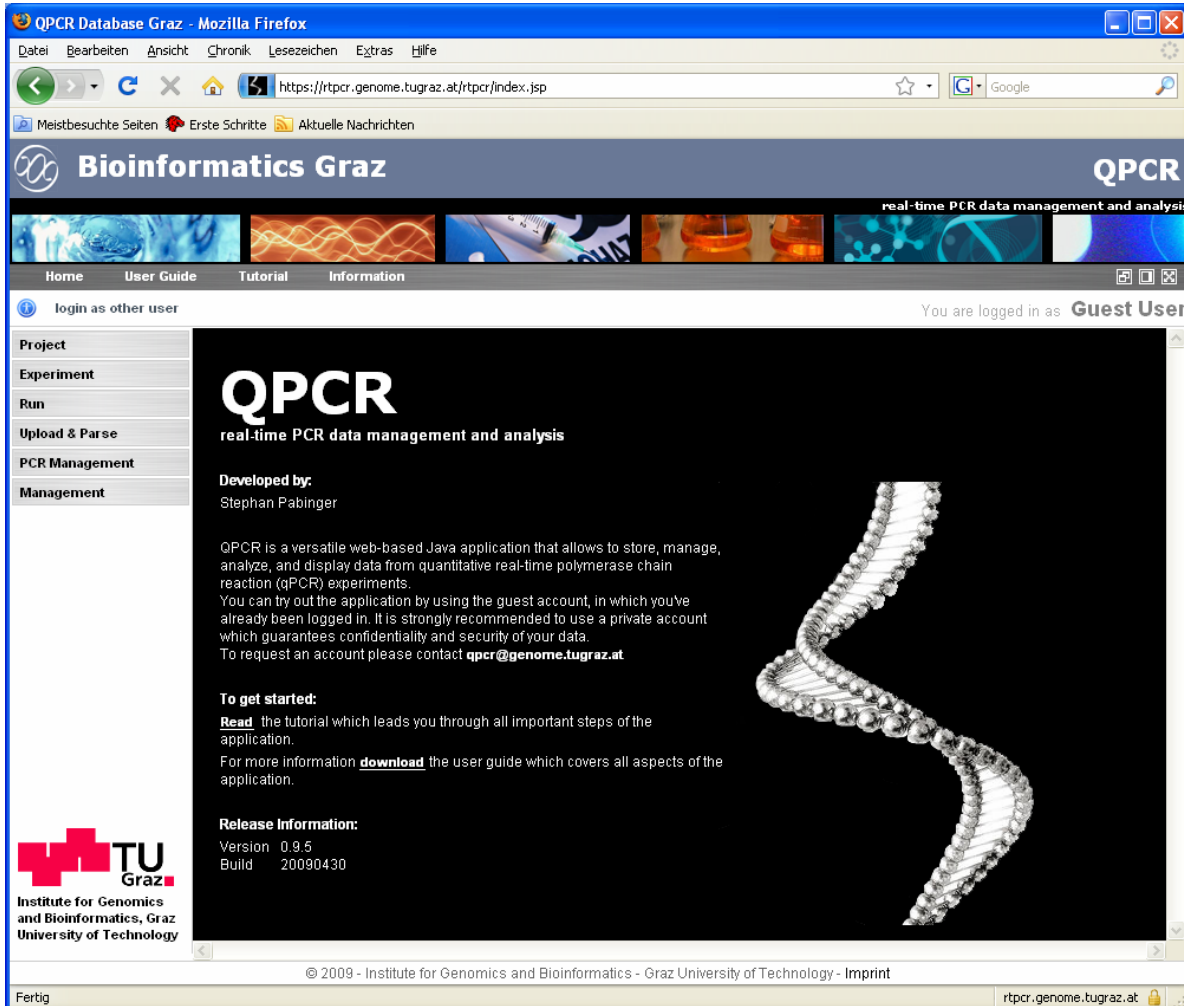 QPCR Database Graz - Mozilla Firefox
Datei Bearbeiten Ansicht Chronik Lesezeichen Extras Hilfe
https://rtpcr.genome.tugraz.at/rtpcr/index.jsp
G Google
Meistbesuchte Seiten Erste Schritte Aktuelle Nachrichten
Bioinformatics Graz
QPCR
real-time PCR data management and analysis
Home User Guide Tutorial Information
login as other user
You are logged in as Guest User
Project
Experiment
Run
Upload & Parse
PCR Management
Management
QPCR
real-time PCR data management and analysis
Developed by:
Stephan Pabinger
QPCR is a versatile web-based Java application that allows to store, manage,
analyze, and display data from quantitative real-time polymerase chain
reaction (qPCR) experiments.
You can try out the application by using the guest account, in which you've
already been logged in. It is strongly recommended to use a private account
which guarantees confidentiality and security of your data.
To request an account please contact qpcr@genome.tugraz.at
To get started:
Read the tutorial which leads you through all important steps of the
application.
For more information download the user guide which covers all aspects of the
application.
Release Information:
Version 0.9.5
Build 20090430
TU
Graz
Institute for Genomics
and Bioinformatics, Graz
University of Technology
© 2009 - Institute for Genomics and Bioinformatics - Graz University of Technology - Imprint
Fertig
rtpcr.genome.tugraz.at